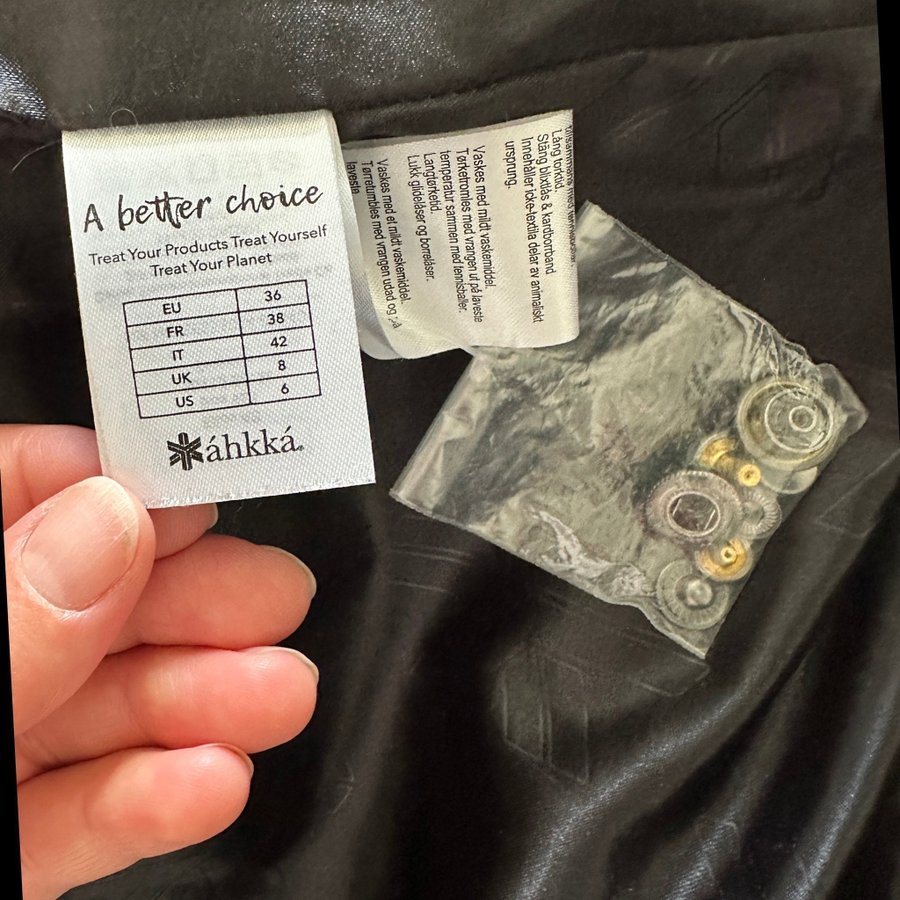 A better choice
Treat Your Products Treat Yourself
Treat Your Planet
EU 36
FR 38
IT 42
UK 8
US 6
áhkká®
Lång torktid.
Stäng blixtlås & kardborrband
Innehåller icke-textila delar av animaliskt
ursprung.
Vaskes med mildt vaskemiddel.
Tørketromles med vrangen ut på laveste
temperatur sammen med tennisballer.
Langtørketid.
Lukk glidelåser og borrelåser.
Vaskes med et mildt vaskemiddel.
Tørretumbles med vrangen udad og på
laveste